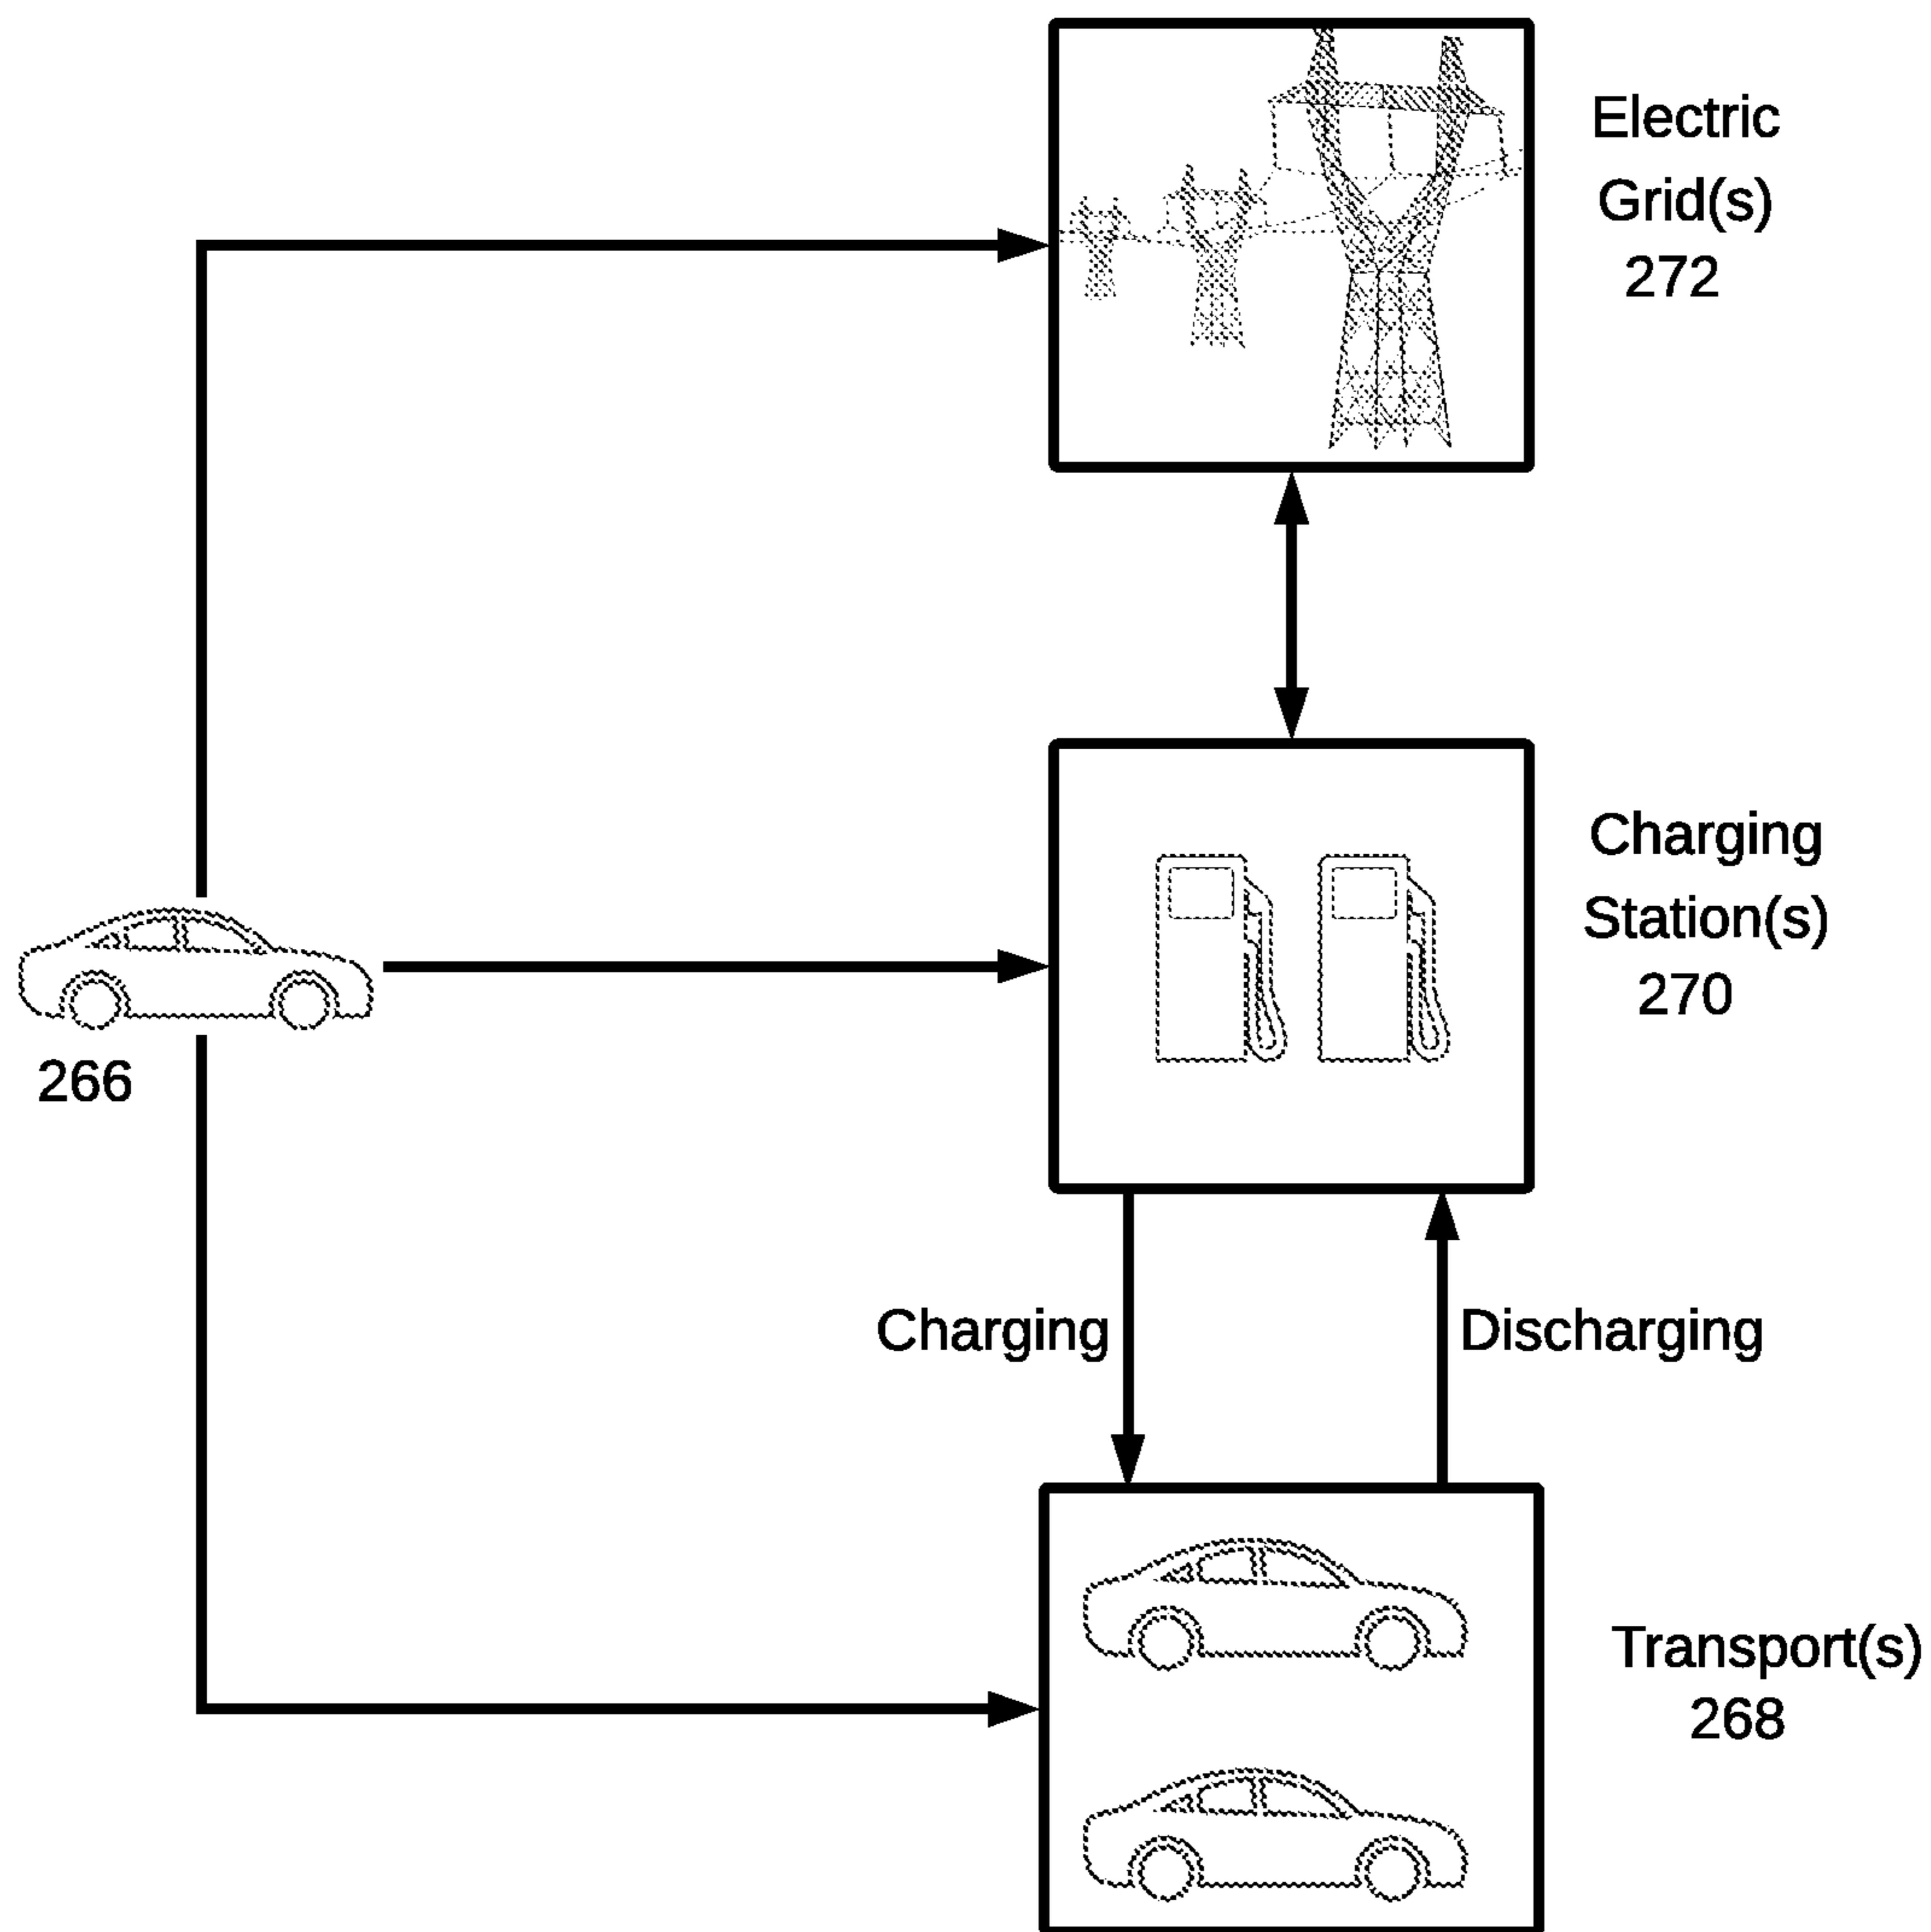 Electric
Grid(s)
272
Charging
Station(s)
270
266
Charging
Discharging
Transport(s)
268